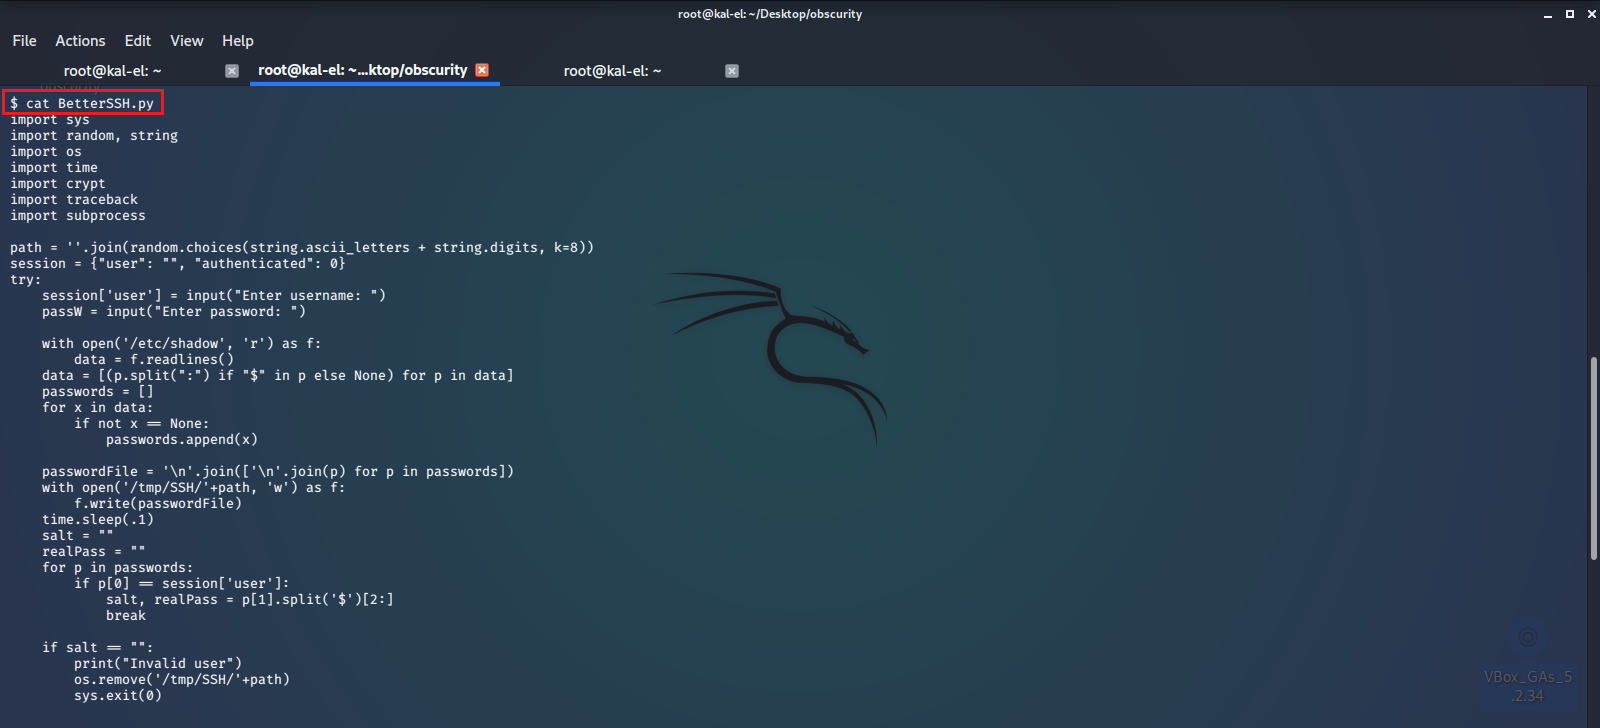 root@kal-el: ~/Desktop/obscurity
File Actions Edit View Help
root@kal-el: ~
root@kal-el: ~...ktop/obscurity
root@kal-el: ~
obscurity
$ cat BetterSSH.py
import sys
import random, string
import os
import time
import crypt
import traceback
import subprocess

path = ''.join(random.choices(string.ascii_letters + string.digits, k=8))
session = {"user": "", "authenticated": 0}
try:
    session['user'] = input("Enter username: ")
    passW = input("Enter password: ")

    with open('/etc/shadow', 'r') as f:
        data = f.readlines()
    data = [(p.split(":") if "$" in p else None) for p in data]
    passwords = []
    for x in data:
        if not x == None:
            passwords.append(x)

    passwordFile = '\n'.join(['\n'.join(p) for p in passwords])
    with open('/tmp/SSH/'+path, 'w') as f:
        f.write(passwordFile)
    time.sleep(.1)
    salt = ""
    realPass = ""
    for p in passwords:
        if p[0] == session['user']:
            salt, realPass = p[1].split('$')[2:]
            break

    if salt == "":
        print("Invalid user")
        os.remove('/tmp/SSH/'+path)
        sys.exit(0)
VBox_GAs_5
.2.34